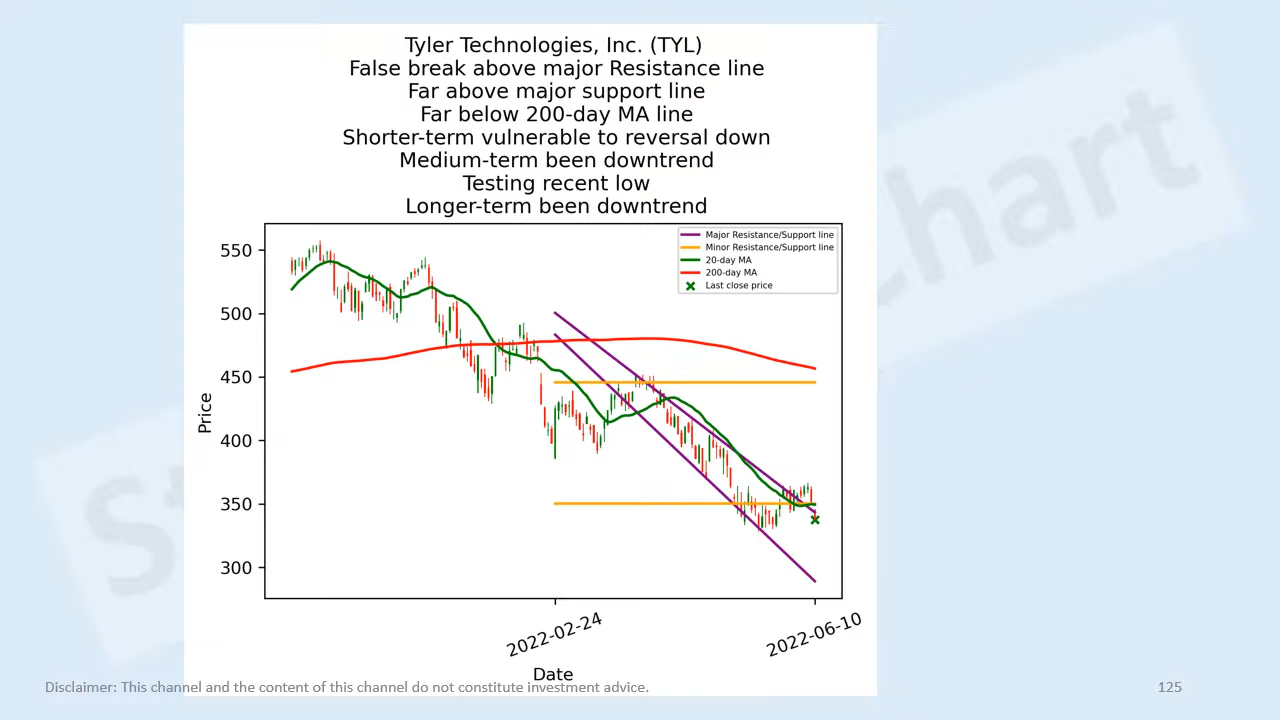 Tyler Technologies, Inc. (TYL)
False break above major Resistance line
Far above major support line
Far below 200-day MA line
Shorter-term vulnerable to reversal down
Medium-term been downtrend
Testing recent low
Longer-term been downtrend
Major Resistance/Support line
Minor Resistance/Support line
20-day MA
200-day MA
Last close price
550
500
450
400
350
300
Price
2022-02-24
2022-06-10
Date
Disclaimer: This channel and the content of this channel do not constitute investment advice.
125